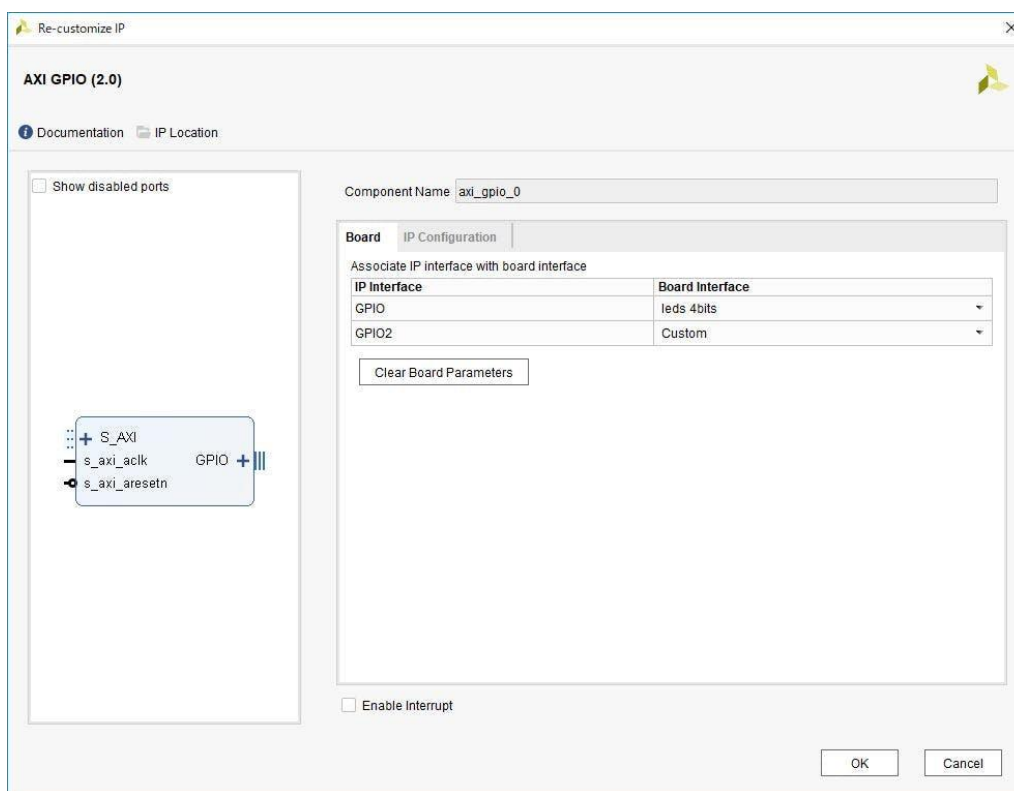 Re-customize IP
AXI GPIO (2.0)
Documentation IP Location
Show disabled ports
S_AXI
s_axi_aclk
s_axi_aresetn
GPIO
Component Name axi_gpio_0
Board IP Configuration
Associate IP interface with board interface
IP Interface Board Interface
GPIO leds 4bits
GPIO2 Custom
Clear Board Parameters
Enable Interrupt
OK Cancel